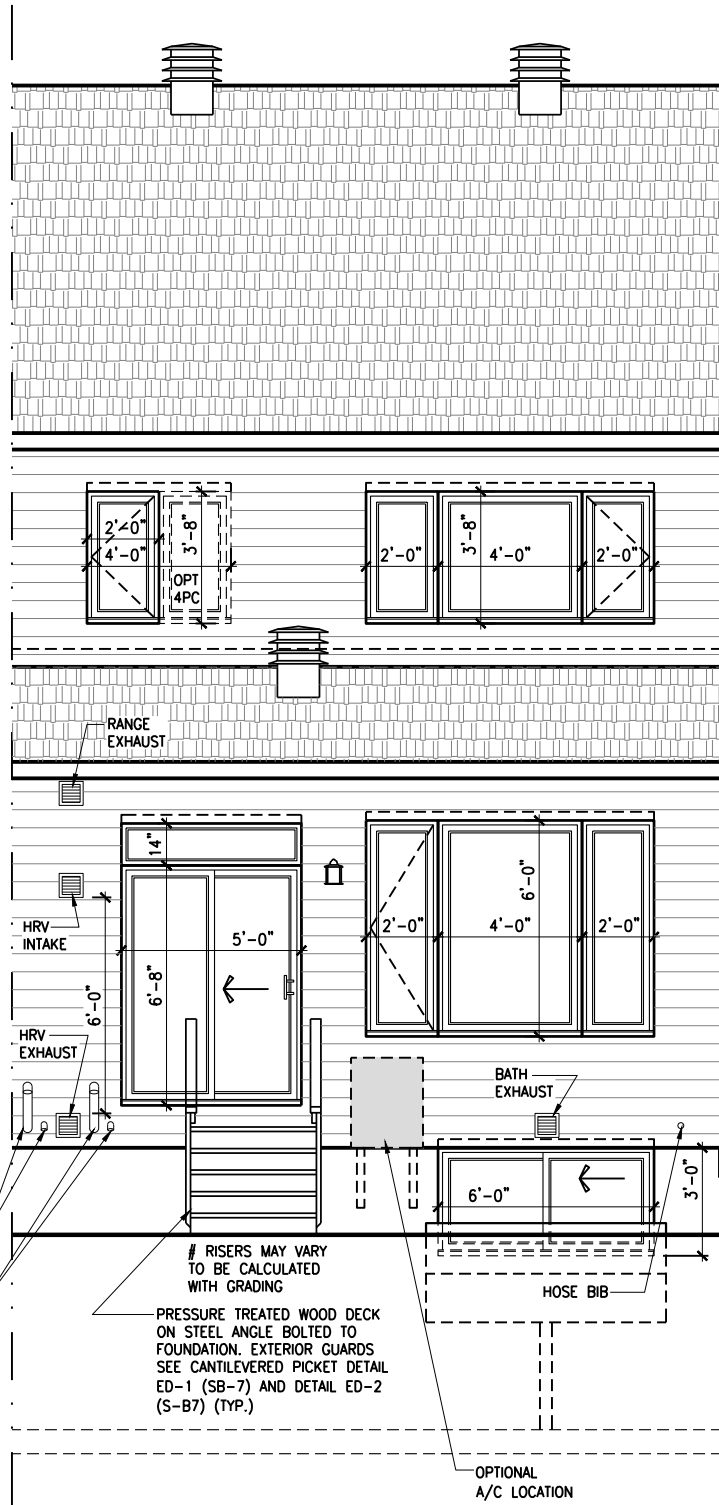 2'-0"
4'-0"
3'-8"
OPT
4PC
2'-0"
3'-8"
4'-0"
2'-0"
RANGE
EXHAUST
14"
6'-0"
HRV
INTAKE
5'-0"
2'-0"
4'-0"
2'-0"
6'-8"
6'-0"
HRV
EXHAUST
BATH
EXHAUST
6'-0"
3'-0"
# RISERS MAY VARY
TO BE CALCULATED
WITH GRADING
HOSE BIB
PRESSURE TREATED WOOD DECK
ON STEEL ANGLE BOLTED TO
FOUNDATION. EXTERIOR GUARDS
SEE CANTILEVERED PICKET DETAIL
ED-1 (SB-7) AND DETAIL ED-2
(S-B7) (TYP.)
OPTIONAL
A/C LOCATION